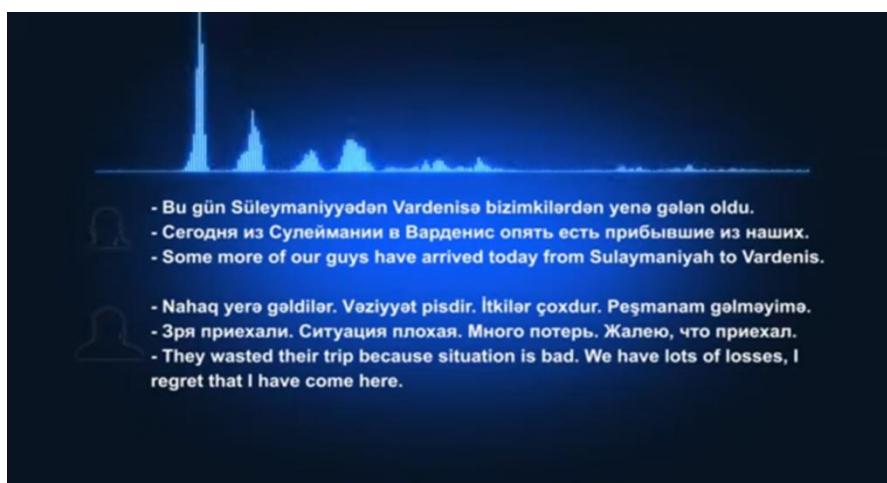 - Bu gün Süleymaniyyədən Vardenisə bizimkilərdən yenə gələn oldu.
- Сегодня из Сулеймании в Варденис опять есть прибывшие из наших.
- Some more of our guys have arrived today from Sulaymaniyah to Vardenis.
- Nahaq yerə gəldilər. Vəziyyət pisdir. İtkilər çoxdur. Peşmanam gəlməyimə.
- Зря приехали. Ситуация плохая. Много потерь. Жалею, что приехал.
- They wasted their trip because situation is bad. We have lots of losses, I
regret that I have come here.